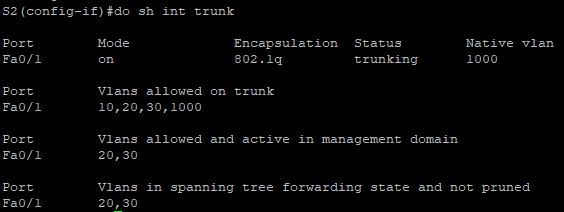 S2(config-if)#do sh int trunk
Port Mode Encapsulation Status Native vlan
Fa0/1 on 802.1q trunking 1000
Port Vlans allowed on trunk
Fa0/1 10,20,30,1000
Port Vlans allowed and active in management domain
Fa0/1 20,30
Port Vlans in spanning tree forwarding state and not pruned
Fa0/1 20,30